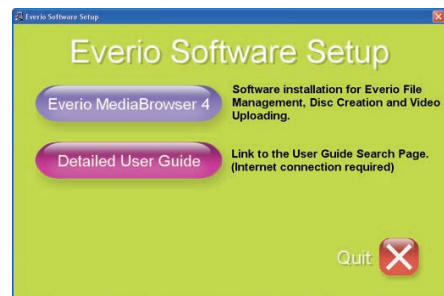 Everio Software Setup
Everio Software Setup
Everio MediaBrowser 4
Software installation for Everio File
Management, Disc Creation and Video
Uploading.
Detailed User Guide
Link to the User Guide Search Page.
(Internet connection required)
Quit